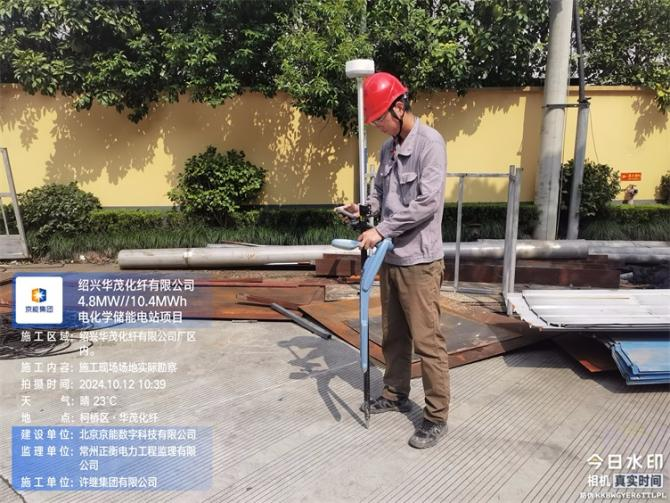 京能集团
绍兴华茂化纤有限公司
4.8MW//10.4MWh
电化学储能电站项目
施工区域：绍兴华茂化纤有限公司厂区
内。
施工内容：施工现场场地实际勘察
拍摄时间：2024.10.12 10:39
天 气：晴 23℃
地 点：柯桥区·华茂化纤
建设单位：北京京能数字科技有限公司
监理单位：常州正衡电力工程监理有限
公司
施工单位：许继集团有限公司
今日水印
相机 真实时间
防伪 KKBWGYER6TTLPL